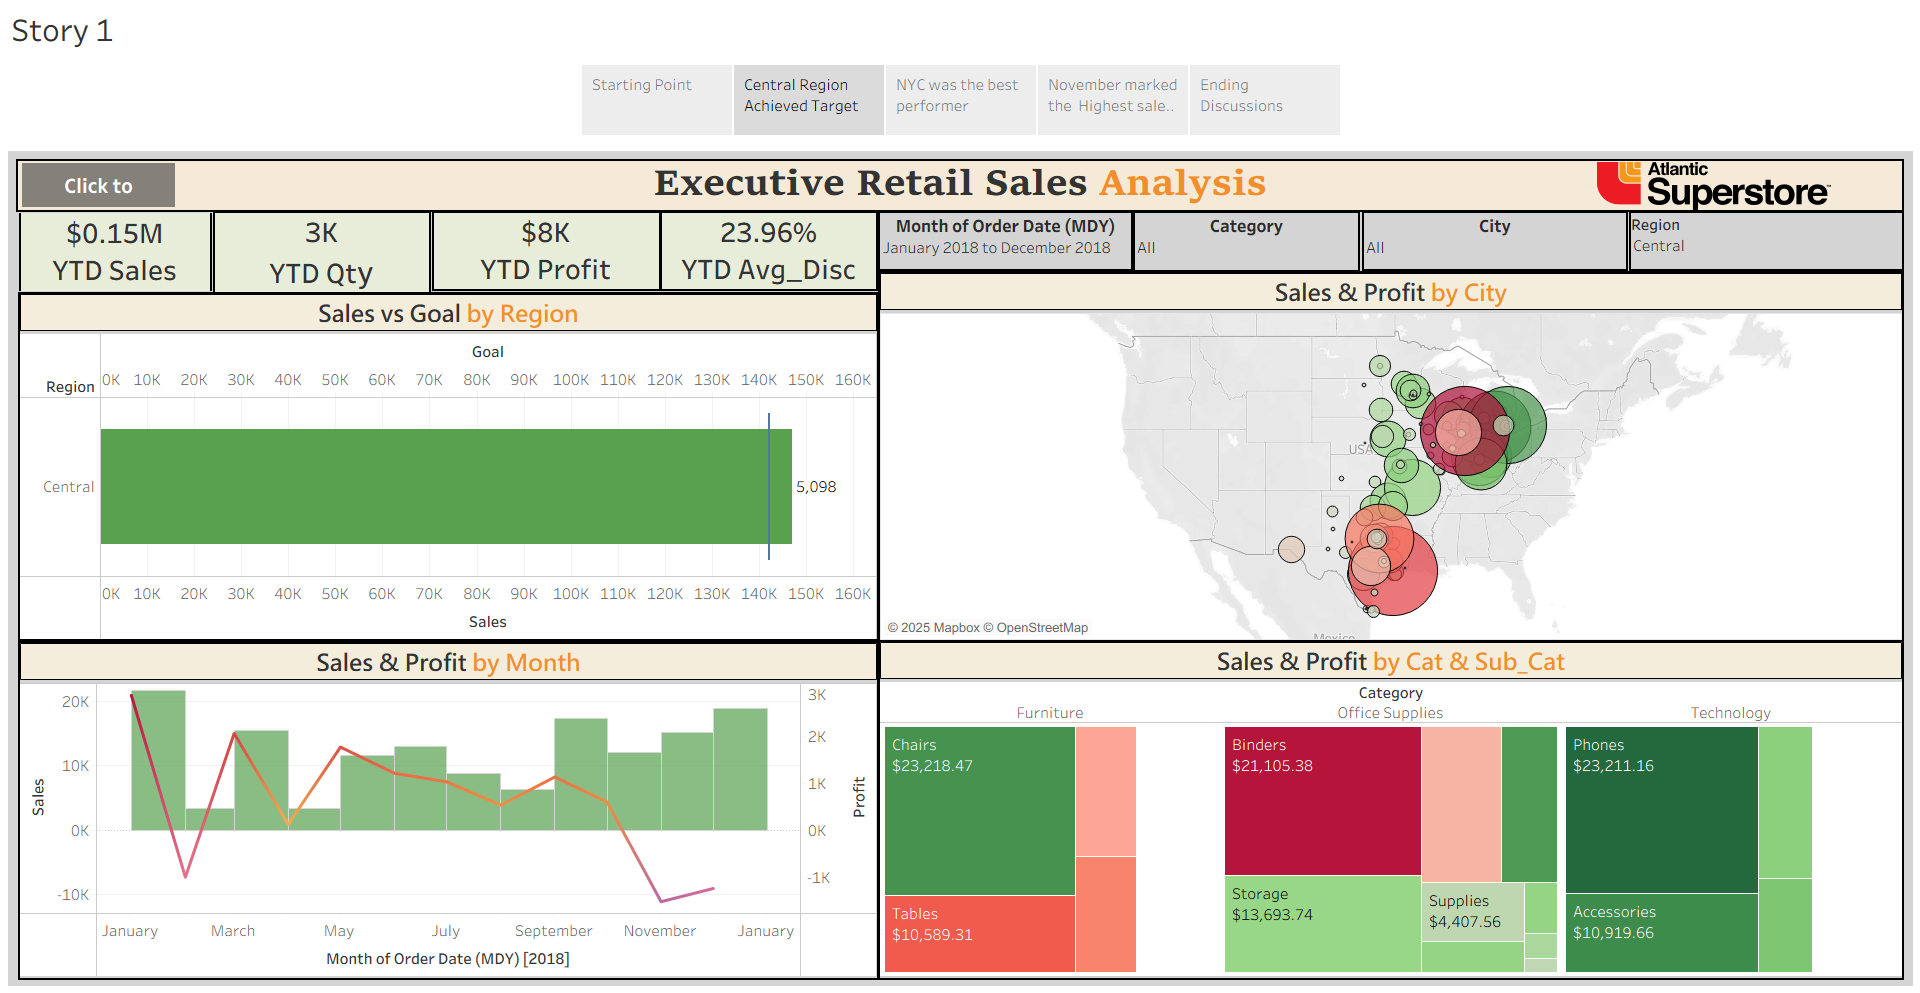 Story 1
Starting Point
Central Region
Achieved Target
NYC was the best
performer
November marked
the Highest sale..
Ending
Discussions
Click to
Executive Retail Sales Analysis
Atlantic
Superstore™
$0.15M
YTD Sales
3K
YTD Qty
$8K
YTD Profit
23.96%
YTD Avg_Disc
Month of Order Date (MDY)
January 2018 to December 2018
Category
All
City
All
Region
Central
Sales vs Goal by Region
Goal
Region
0K 10K 20K 30K 40K 50K 60K 70K 80K 90K 100K 110K 120K 130K 140K 150K 160K
Central
5,098
0K 10K 20K 30K 40K 50K 60K 70K 80K 90K 100K 110K 120K 130K 140K 150K 160K
Sales
Sales & Profit by City
USA
Mexico
© 2025 Mapbox © OpenStreetMap
Sales & Profit by Month
20K
10K
0K
-10K
Sales
3K
2K
1K
0K
-1K
Profit
January March May July September November January
Month of Order Date (MDY) [2018]
Sales & Profit by Cat & Sub_Cat
Category
Furniture
Office Supplies
Technology
Chairs
$23,218.47
Tables
$10,589.31
Binders
$21,105.38
Storage
$13,693.74
Supplies
$4,407.56
Phones
$23,211.16
Accessories
$10,919.66